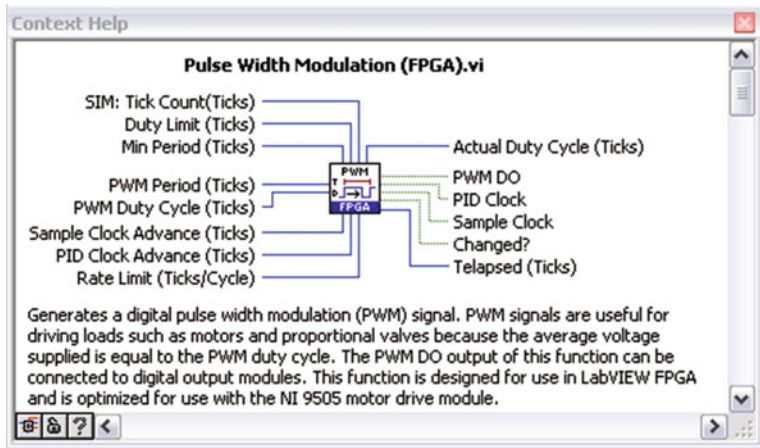 Context Help
Pulse Width Modulation (FPGA).vi
SIM: Tick Count(Ticks)
Duty Limit (Ticks)
Min Period (Ticks)
PWM Period (Ticks)
PWM Duty Cycle (Ticks)
Sample Clock Advance (Ticks)
PID Clock Advance (Ticks)
Rate Limit (Ticks/Cycle)
PWM
T
D
FPGA
Actual Duty Cycle (Ticks)
PWM DO
PID Clock
Sample Clock
Changed?
Telapsed (Ticks)
Generates a digital pulse width modulation (PWM) signal. PWM signals are useful for
driving loads such as motors and proportional valves because the average voltage
supplied is equal to the PWM duty cycle. The PWM DO output of this function can be
connected to digital output modules. This function is designed for use in LabVIEW FPGA
and is optimized for use with the NI 9505 motor drive module.
?